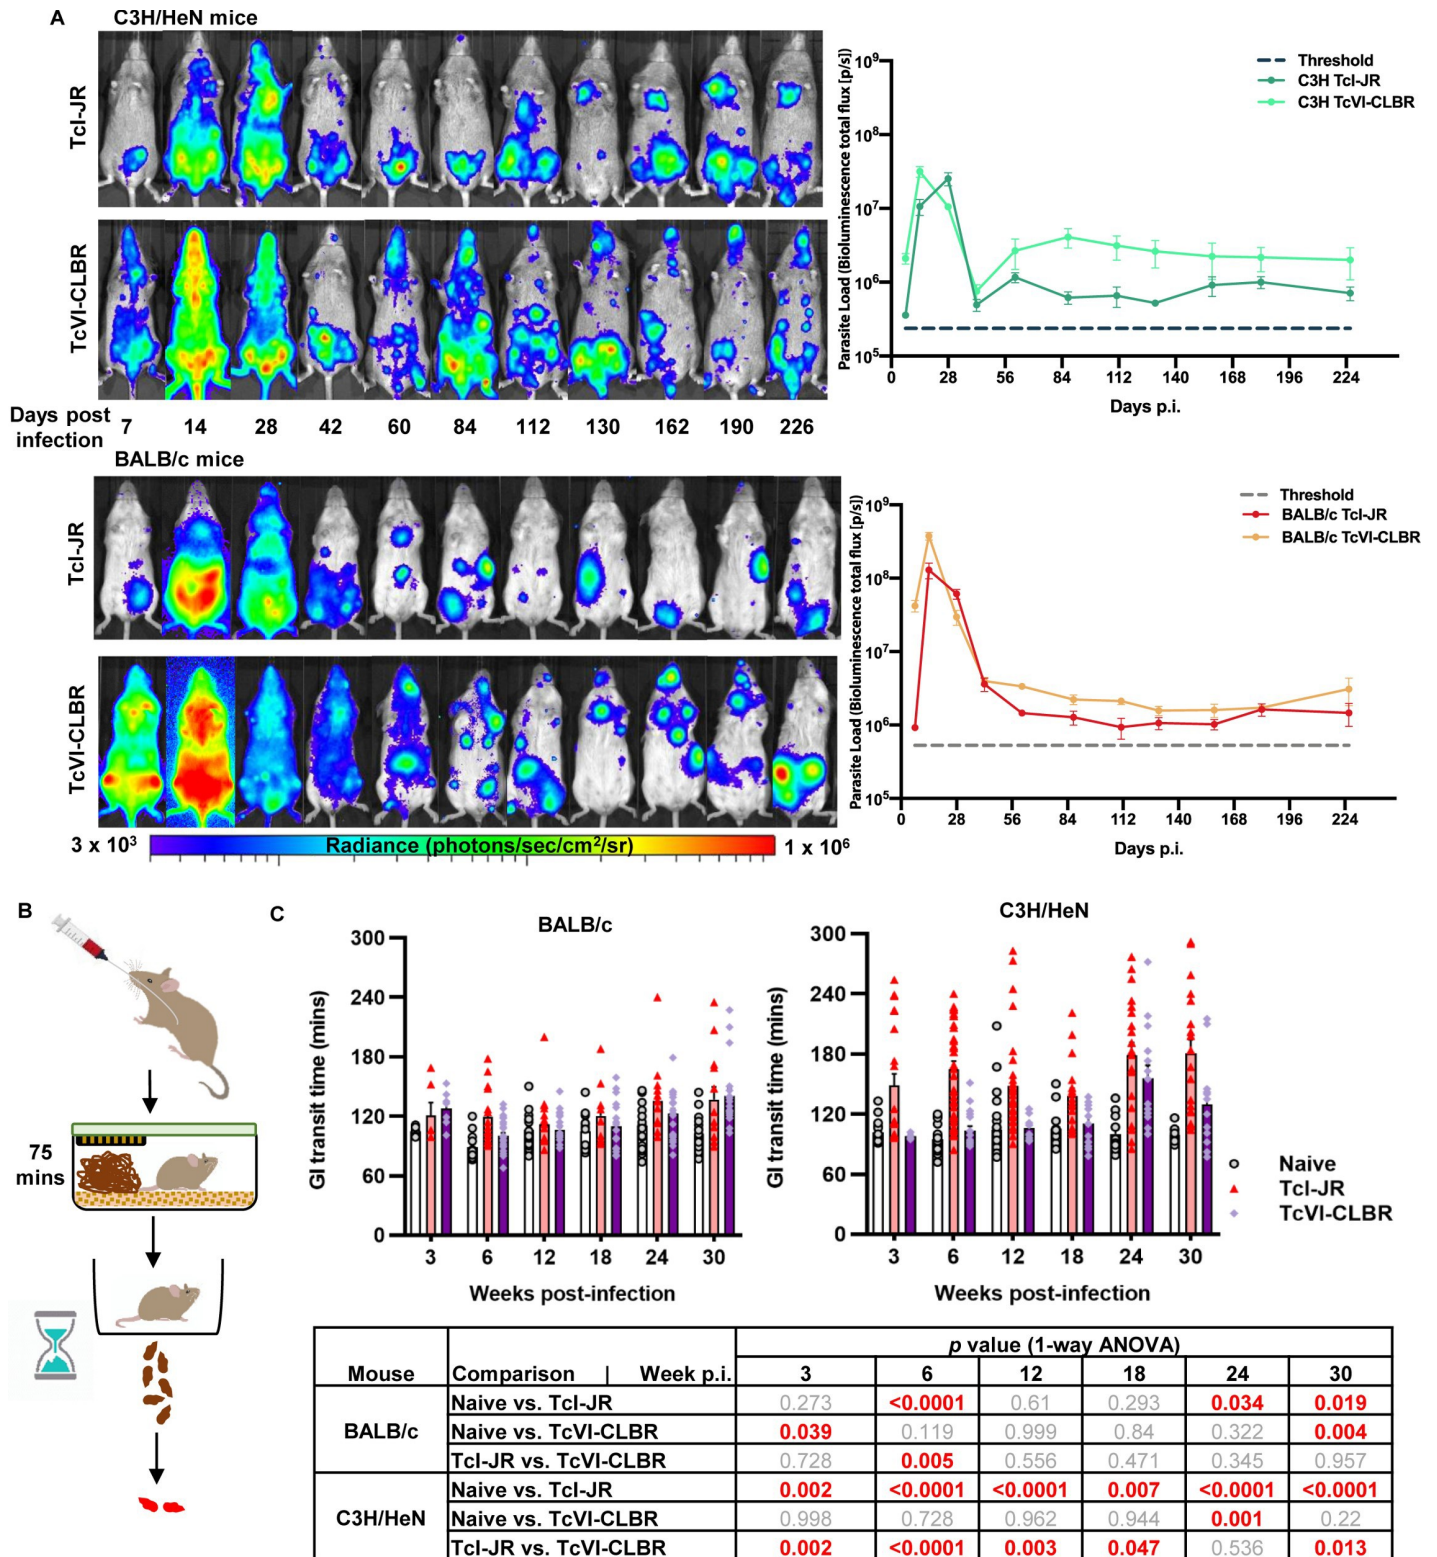 A
C3H/HeN mice
TcI-JR
TcVI-CLBR
Days post
infection
7 14 28 42 60 84 112 130 162 190 226
Parasite Load (Bioluminescence total flux [p/s])
10⁹
10⁸
10⁷
10⁶
10⁵
0 28 56 84 112 140 168 196 224
Days p.i.
Threshold
C3H TcI-JR
C3H TcVI-CLBR
BALB/c mice
TcI-JR
TcVI-CLBR
3 x 10³
Radiance (photons/sec/cm²/sr)
1 x 10⁶
Parasite Load (Bioluminescence total flux [p/s])
10⁹
10⁸
10⁷
10⁶
10⁵
0 28 56 84 112 140 168 196 224
Days p.i.
Threshold
BALB/c TcI-JR
BALB/c TcVI-CLBR
B
75
mins
C
BALB/c
GI transit time (mins)
300
240
180
120
60
0
3 6 12 18 24 30
Weeks post-infection
C3H/HeN
GI transit time (mins)
300
240
180
120
60
0
3 6 12 18 24 30
Weeks post-infection
Naive
TcI-JR
TcVI-CLBR
p value (1-way ANOVA)
Mouse Comparison | Week p.i. 3 6 12 18 24 30
BALB/c
Naive vs. TcI-JR 0.273 <0.0001 0.61 0.293 0.034 0.019
Naive vs. TcVI-CLBR 0.039 0.119 0.999 0.84 0.322 0.004
TcI-JR vs. TcVI-CLBR 0.728 0.005 0.556 0.471 0.345 0.957
C3H/HeN
Naive vs. TcI-JR 0.002 <0.0001 <0.0001 0.007 <0.0001 <0.0001
Naive vs. TcVI-CLBR 0.998 0.728 0.962 0.944 0.001 0.22
TcI-JR vs. TcVI-CLBR 0.002 <0.0001 0.003 0.047 0.536 0.013